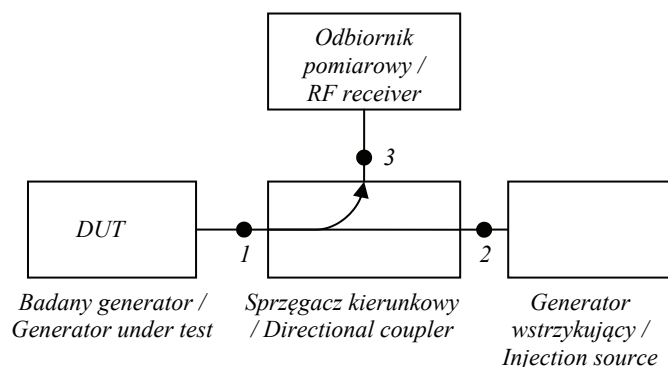 Odbiornik
pomiarowy /
RF receiver
3
DUT
1
2
Badany generator /
Generator under test
Sprzęgacz kierunkowy
/ Directional coupler
Generator
wstrzykujący /
Injection source